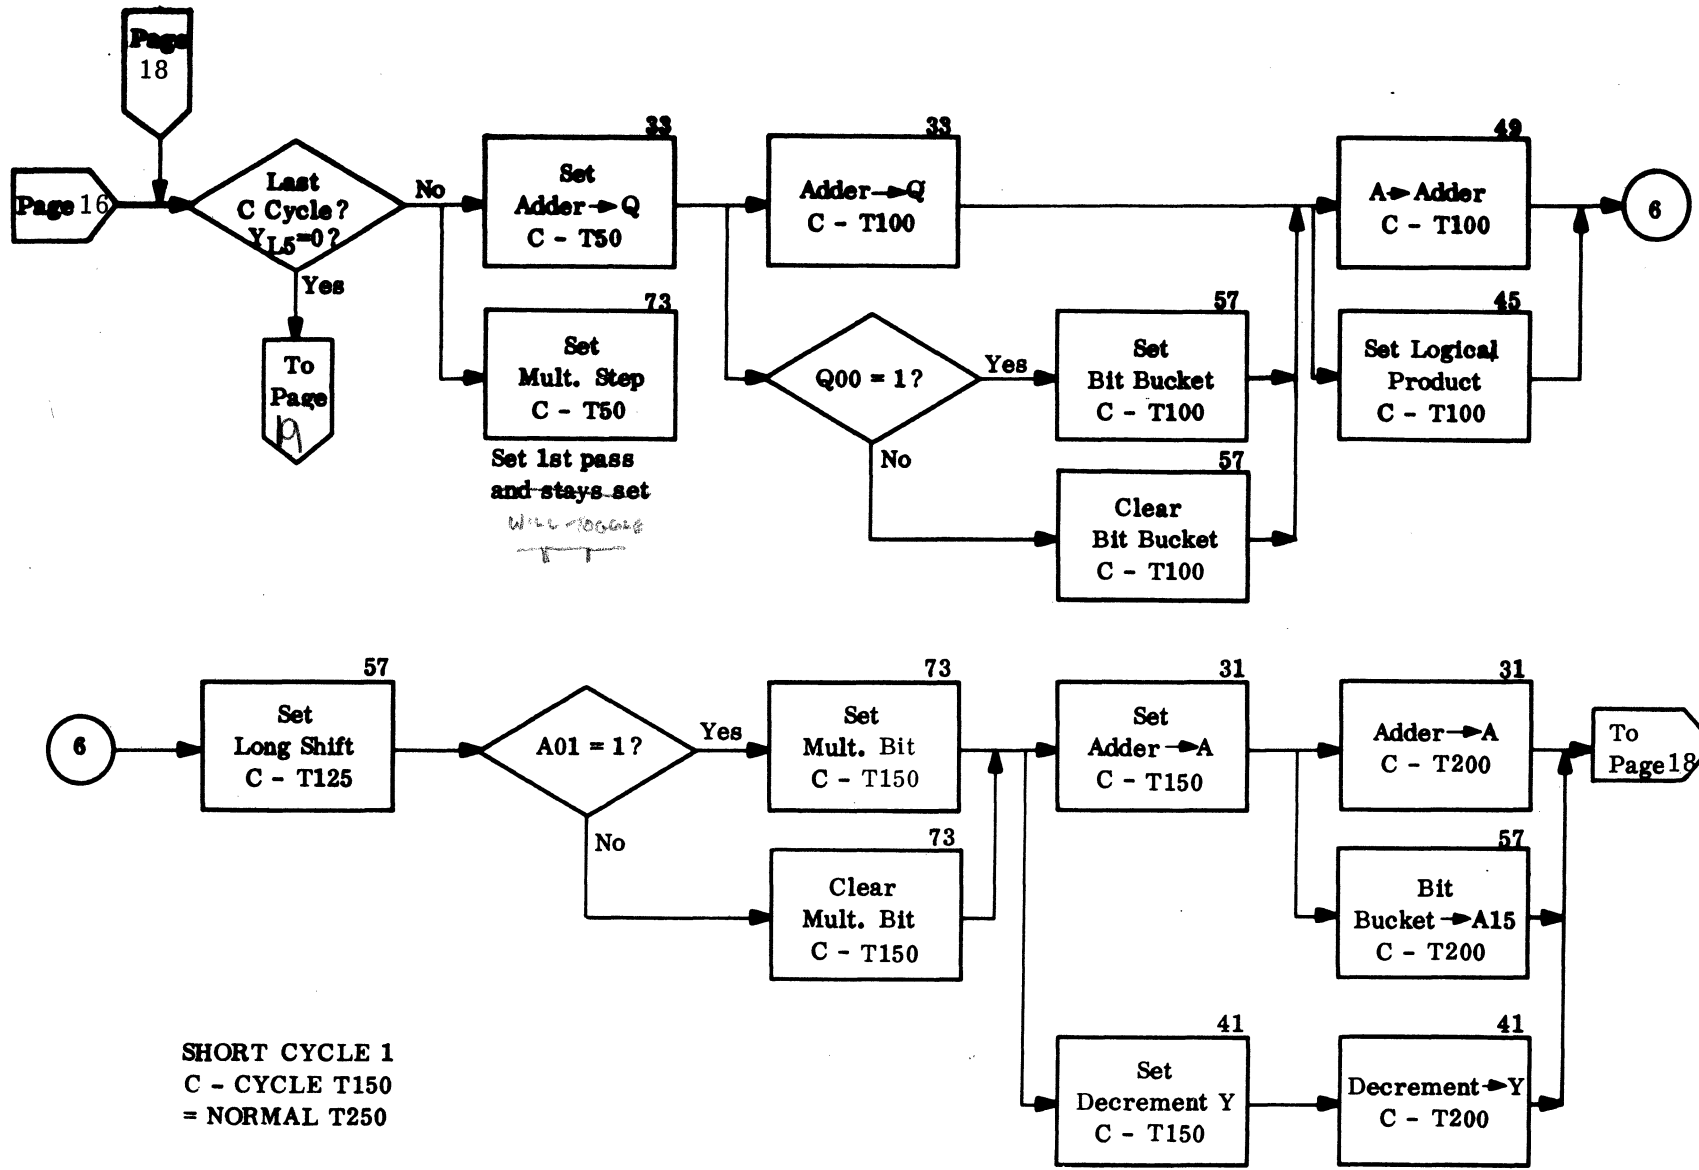 Page
18
Page 16
Last
C Cycle?
YL5=0?
No
Yes
To
Page
19
33
Set
Adder→Q
C - T50
73
Set
Mult. Step
C - T50
Set 1st pass
and stays set
WILL TOGGLE
33
Adder→Q
C - T100
Q00 = 1?
Yes
No
57
Set
Bit Bucket
C - T100
57
Clear
Bit Bucket
C - T100
49
A→Adder
C - T100
45
Set Logical
Product
C - T100
6
6
57
Set
Long Shift
C - T125
A01 = 1?
Yes
No
73
Set
Mult. Bit
C - T150
73
Clear
Mult. Bit
C - T150
31
Set
Adder→A
C - T150
31
Adder→A
C - T200
57
Bit
Bucket→A15
C - T200
41
Set
Decrement Y
C - T150
41
Decrement→Y
C - T200
To
Page 18
SHORT CYCLE 1
C - CYCLE T150
= NORMAL T250